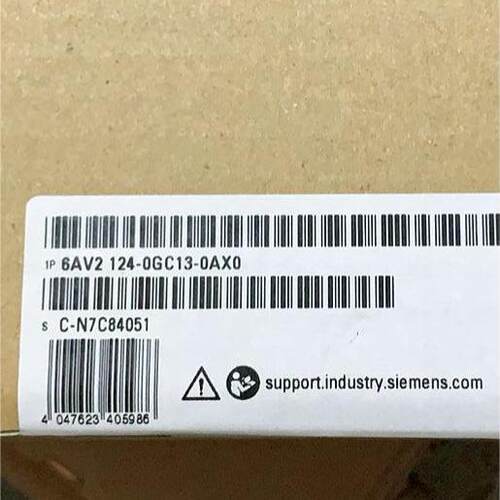 1P 6AV2 124-0GC13-0AX0
S C-N7C84051
support.industry.siemens.com
4 047623 405986